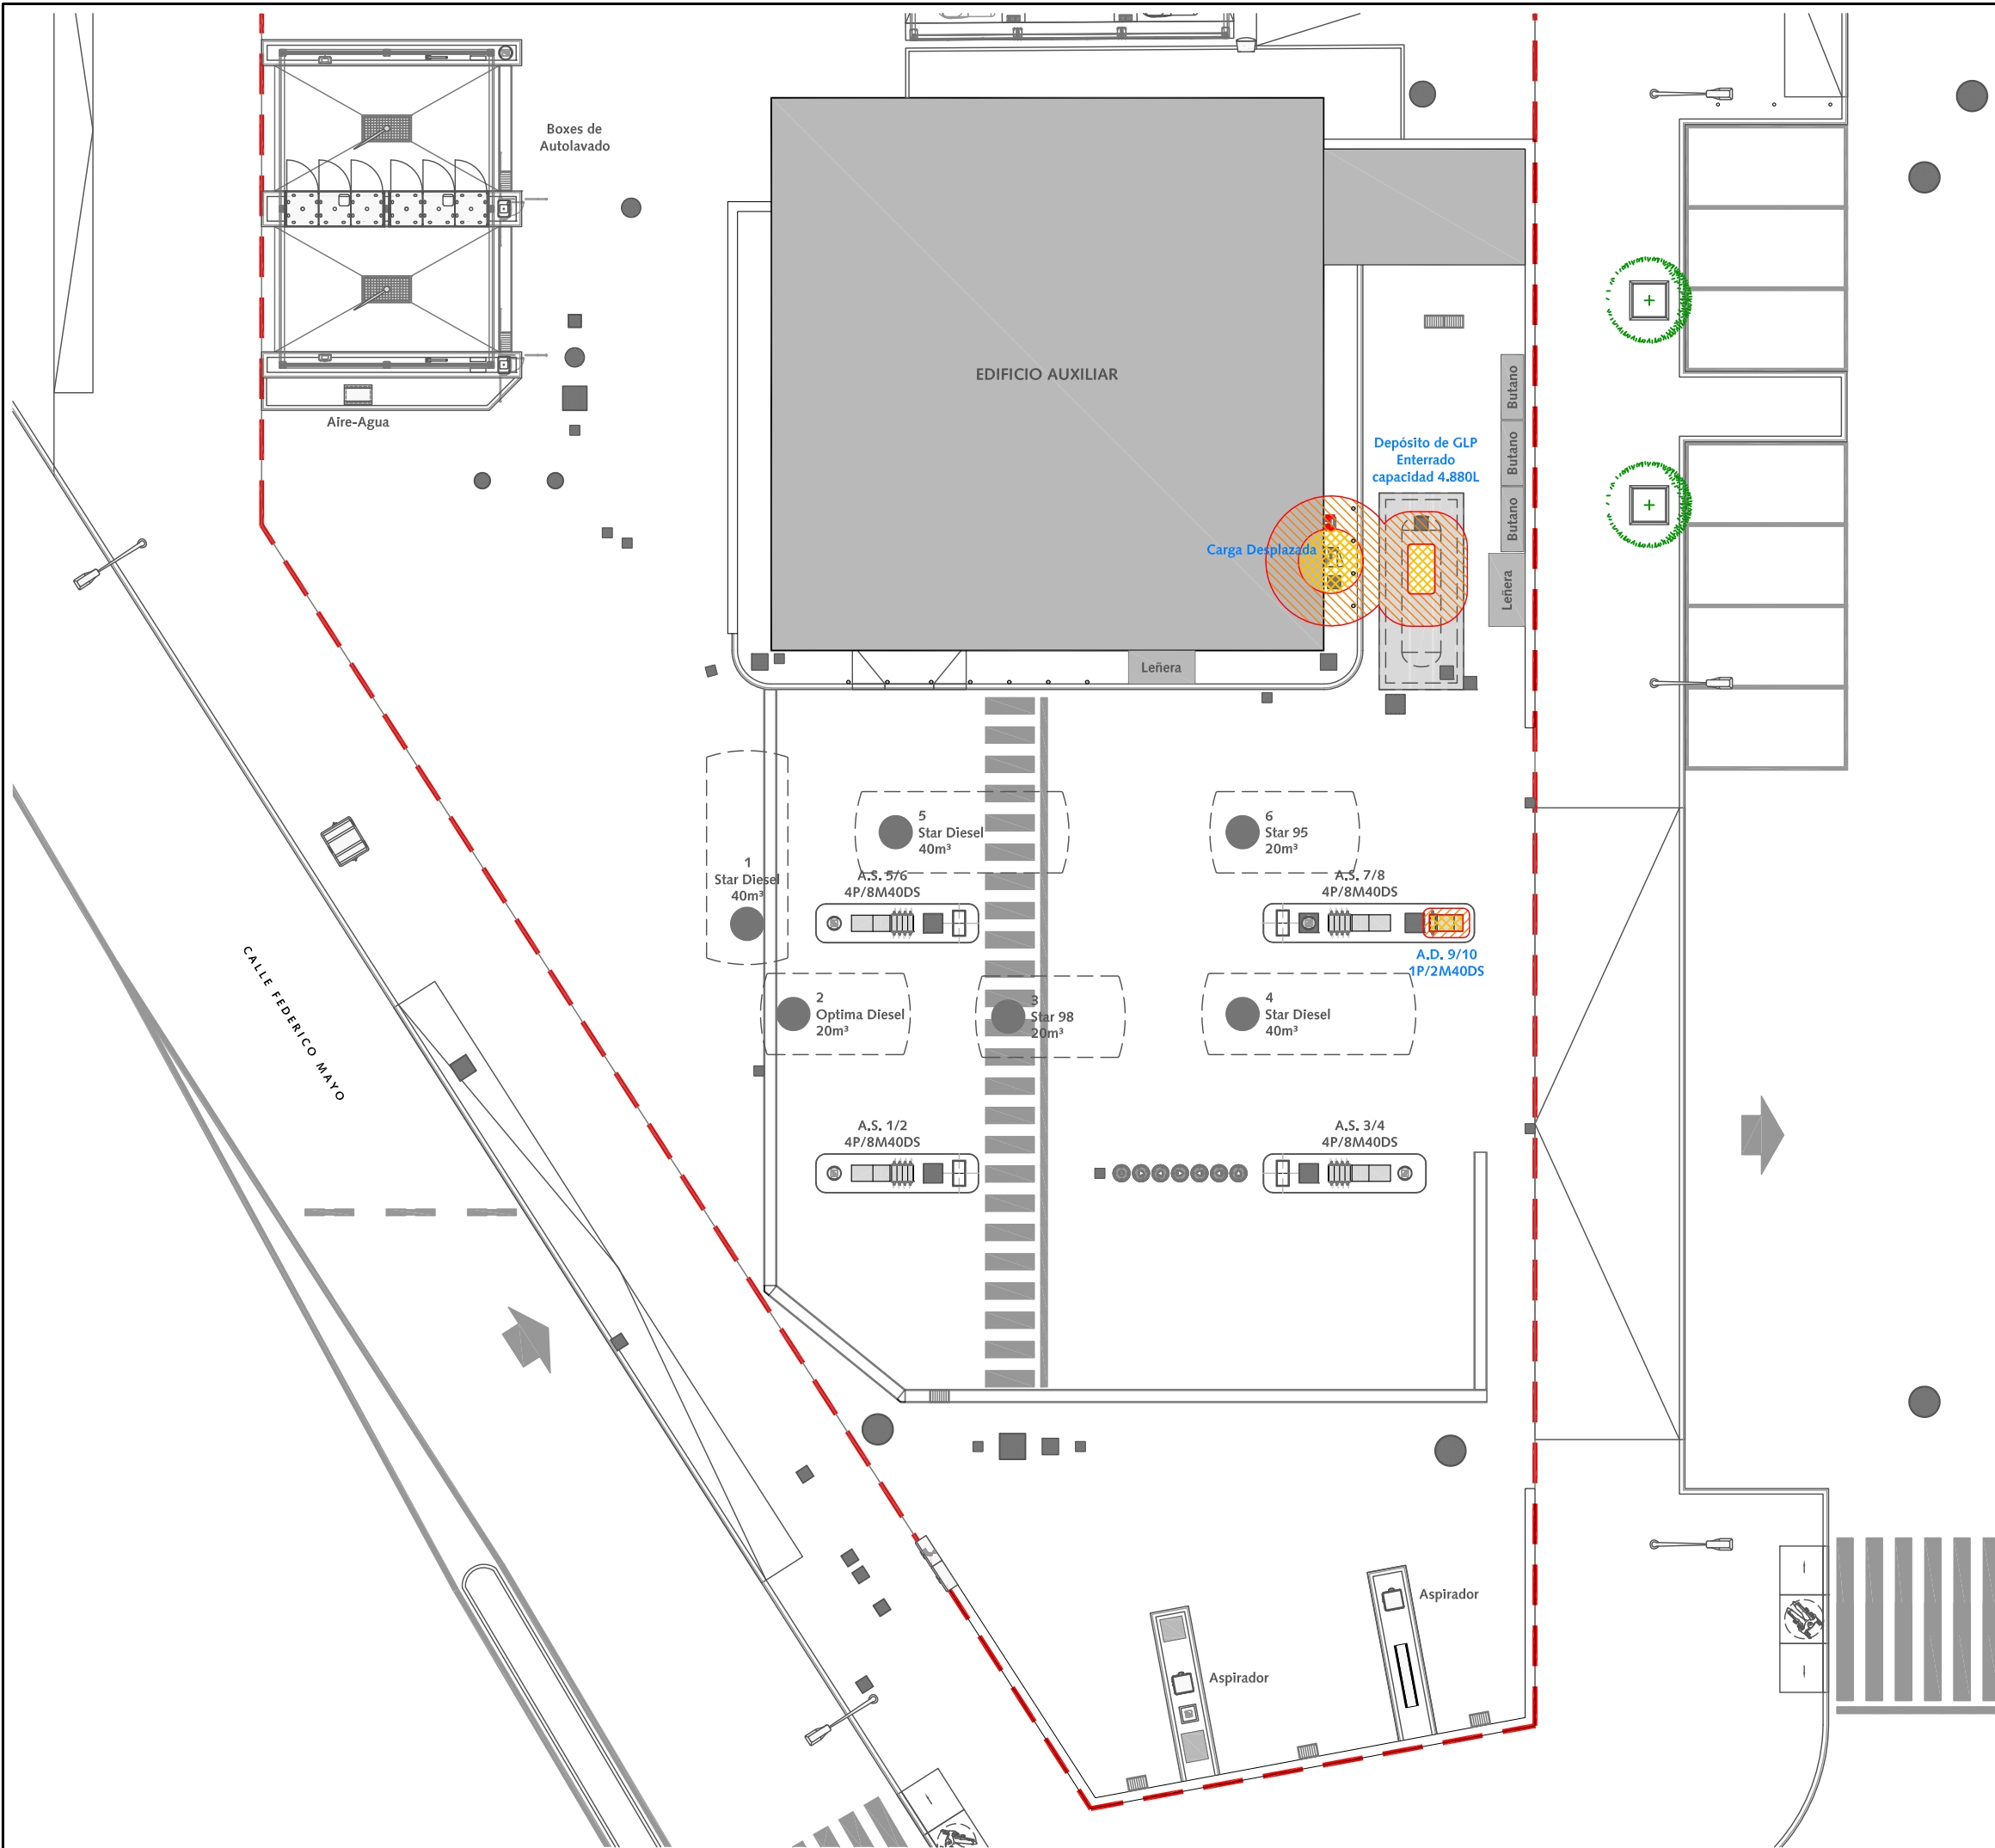 Boxes de
Autolavado
Aire-Agua
EDIFICIO AUXILIAR
Butano
Butano
Butano
Depósito de GLP
Enterrado
capacidad 4.880L
Carga Desplazada
Leñera
Leñera
5
Star Diesel
40m³
6
Star 95
20m³
1
Star Diesel
40m³
A.S. 5/6
4P/8M40DS
A.S. 7/8
4P/8M40DS
A.D. 9/10
1P/2M40DS
2
Optima Diesel
20m³
3
Star 98
20m³
4
Star Diesel
40m³
CALLE FEDERICO MAYO
A.S. 1/2
4P/8M40DS
A.S. 3/4
4P/8M40DS
Aspirador
Aspirador